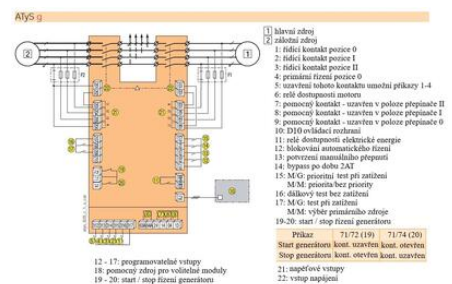 ATyS g
1 hlavní zdroj
2 záložní zdroj
1: řídící kontakt pozice 0
2: řídící kontakt pozice I
3: řídící kontakt pozice II
4: primární řízení pozice 0
5: uzavření tohoto kontaktu umožní příkazy 1-4
6: relé dostupnosti motoru
7: pomocný kontakt - uzavřen v poloze přepínače II
8: pomocný kontakt - uzavřen v poloze přepínače I
9: pomocný kontakt - uzavřen v poloze přepínače 0
10: D10 ovládací rozhraní
11: relé dostupnosti elektrické energie
12: blokování automatického řízení
13: potvrzení manuálního přepnutí
14: bypass po dobu 2AT
15: M/G: prioritní test při zatížení
M/M: priorita/bez priority
16: dálkový test bez zatížení
17: M/G: test při zatížení
M/M: výběr primárního zdroje
19-20: start / stop řízení generátoru
Příkaz 71/72 (19) 71/74 (20)
Start generátoru kont. uzavřen kont. otevřen
Stop generátoru kont. otevřen kont. uzavřen
21: napěťové vstupy
22: vstup napájení
12 - 17: programovatelné vstupy
18: pomocný zdroj pro volitelné moduly
19 - 20: start / stop řízení generátoru